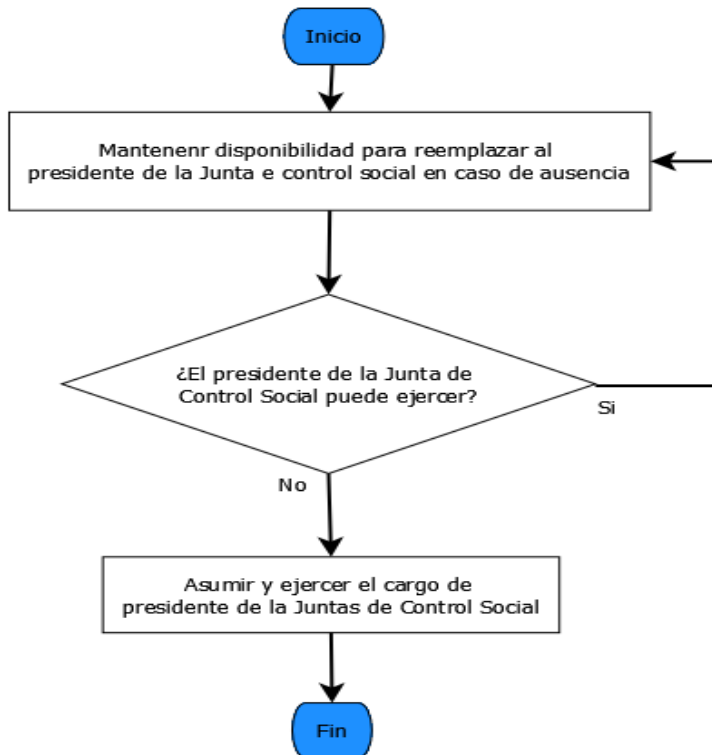 Inicio
Mantenenr disponibilidad para reemplazar al
presidente de la Junta e control social en caso de ausencia
¿El presidente de la Junta de
Control Social puede ejercer?
Si
No
Asumir y ejercer el cargo de
presidente de la Juntas de Control Social
Fin